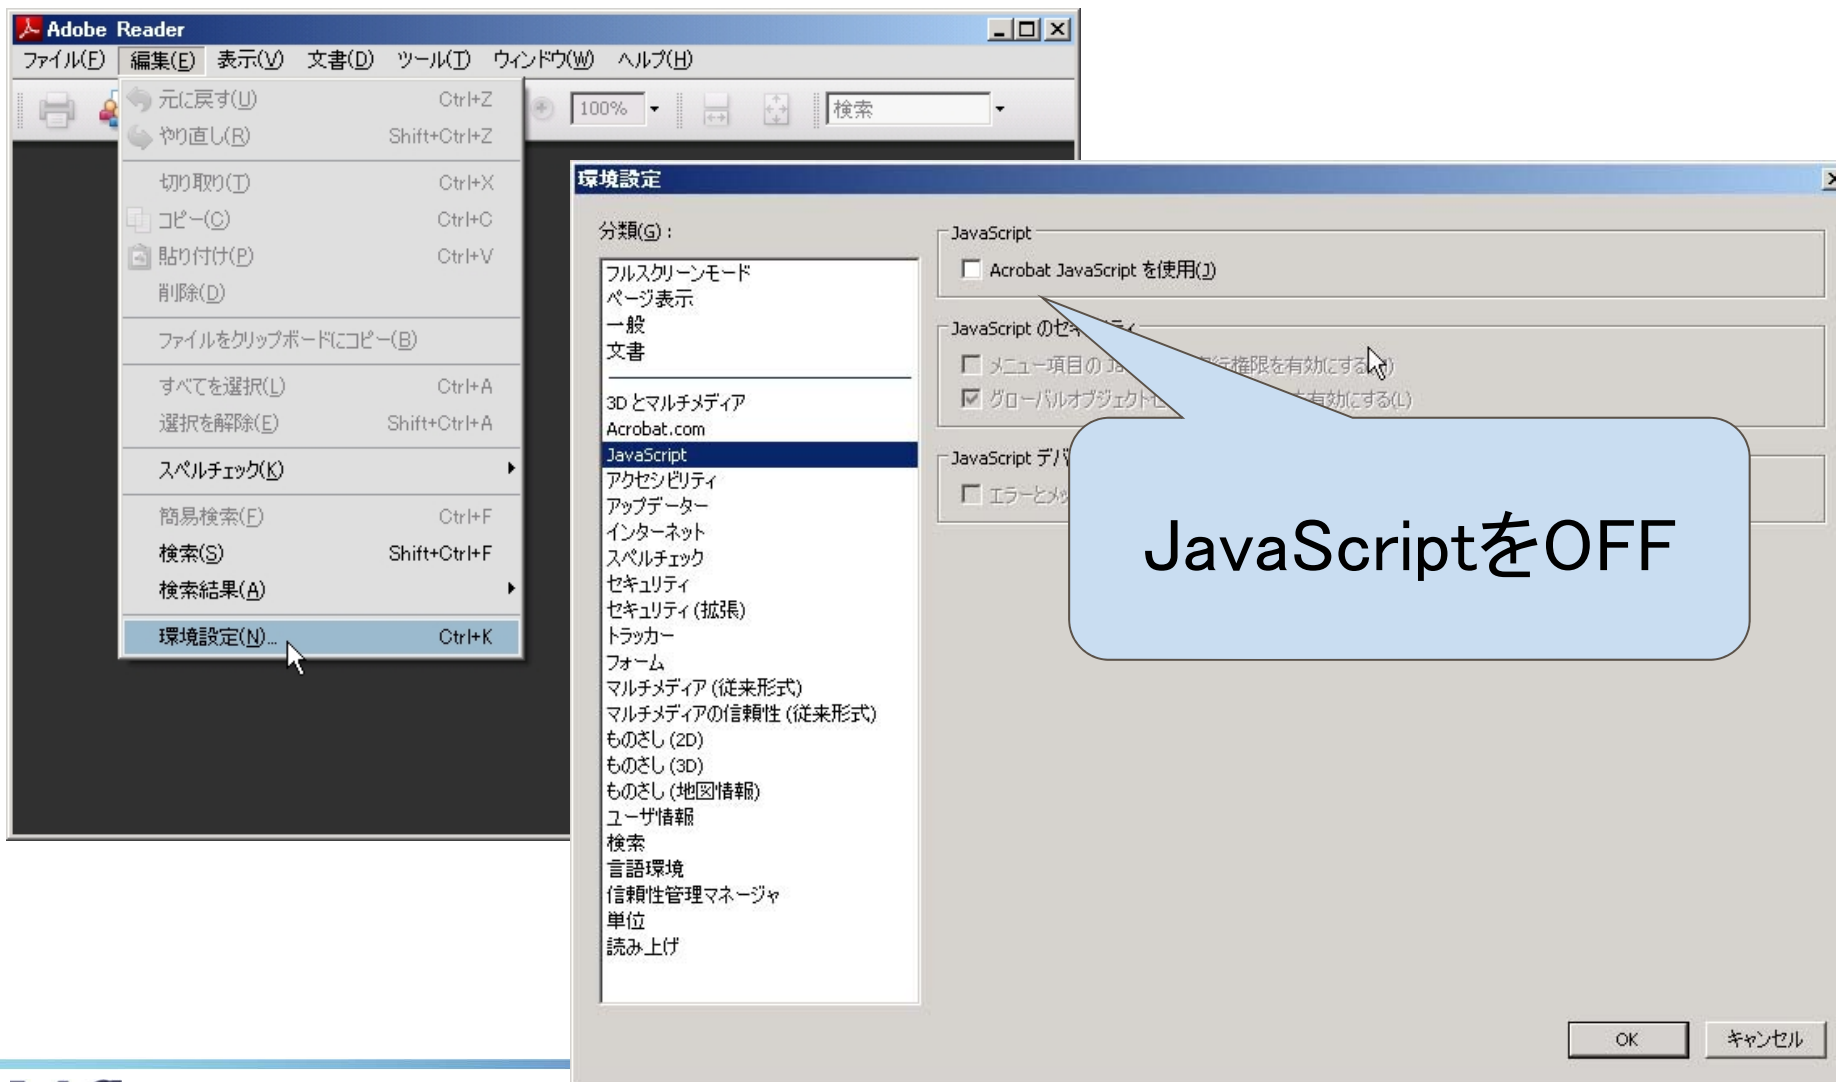 Adobe Reader
ファイル(F) 編集(E) 表示(V) 文書(D) ツール(T) ウィンドウ(W) ヘルプ(H)
元に戻す(U) Ctrl+Z
やり直し(R) Shift+Ctrl+Z
切り取り(T) Ctrl+X
コピー(C) Ctrl+C
貼り付け(P) Ctrl+V
削除(D)
ファイルをクリップボードにコピー(B)
すべてを選択(L) Ctrl+A
選択を解除(E) Shift+Ctrl+A
スペルチェック(K)
簡易検索(F) Ctrl+F
検索(S) Shift+Ctrl+F
検索結果(A)
環境設定(N)... Ctrl+K
100%
検索
環境設定
分類(G) :
フルスクリーンモード
ページ表示
一般
文書
3D とマルチメディア
Acrobat.com
JavaScript
アクセシビリティ
アップデーター
インターネット
スペルチェック
セキュリティ
セキュリティ (拡張)
トラッカー
フォーム
マルチメディア (従来形式)
マルチメディアの信頼性 (従来形式)
ものさし (2D)
ものさし (3D)
ものさし (地図情報)
ユーザ情報
検索
言語環境
信頼性管理マネージャ
単位
読み上げ
JavaScript
Acrobat JavaScript を使用(J)
JavaScript のセキュリティ
メニュー項目の 行権限を有効にする
グローバルオブジェクトセ 有効にする(L)
JavaScript デバ
エラーとメッ
JavaScriptをOFF
OK キャンセル